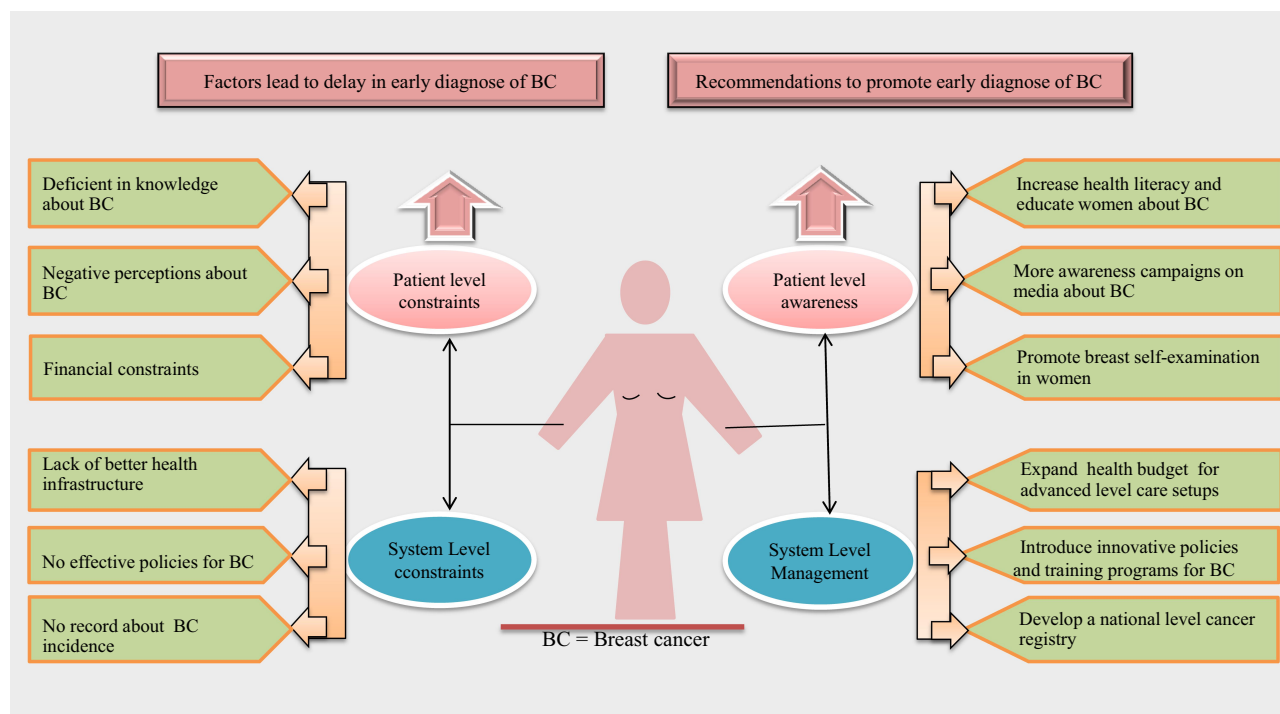 Factors lead to delay in early diagnose of BC
Recommendations to promote early diagnose of BC
Deficient in knowledge
about BC
Negative perceptions about
BC
Financial constraints
Patient level
constraints
Lack of better health
infrastructure
No effective policies for BC
No record about BC
incidence
System Level
cconstraints
Patient level
awareness
Increase health literacy and
educate women about BC
More awareness campaigns on
media about BC
Promote breast self-examination
in women
System Level
Management
Expand health budget for
advanced level care setups
Introduce innovative policies
and training programs for BC
Develop a national level cancer
registry
BC = Breast cancer